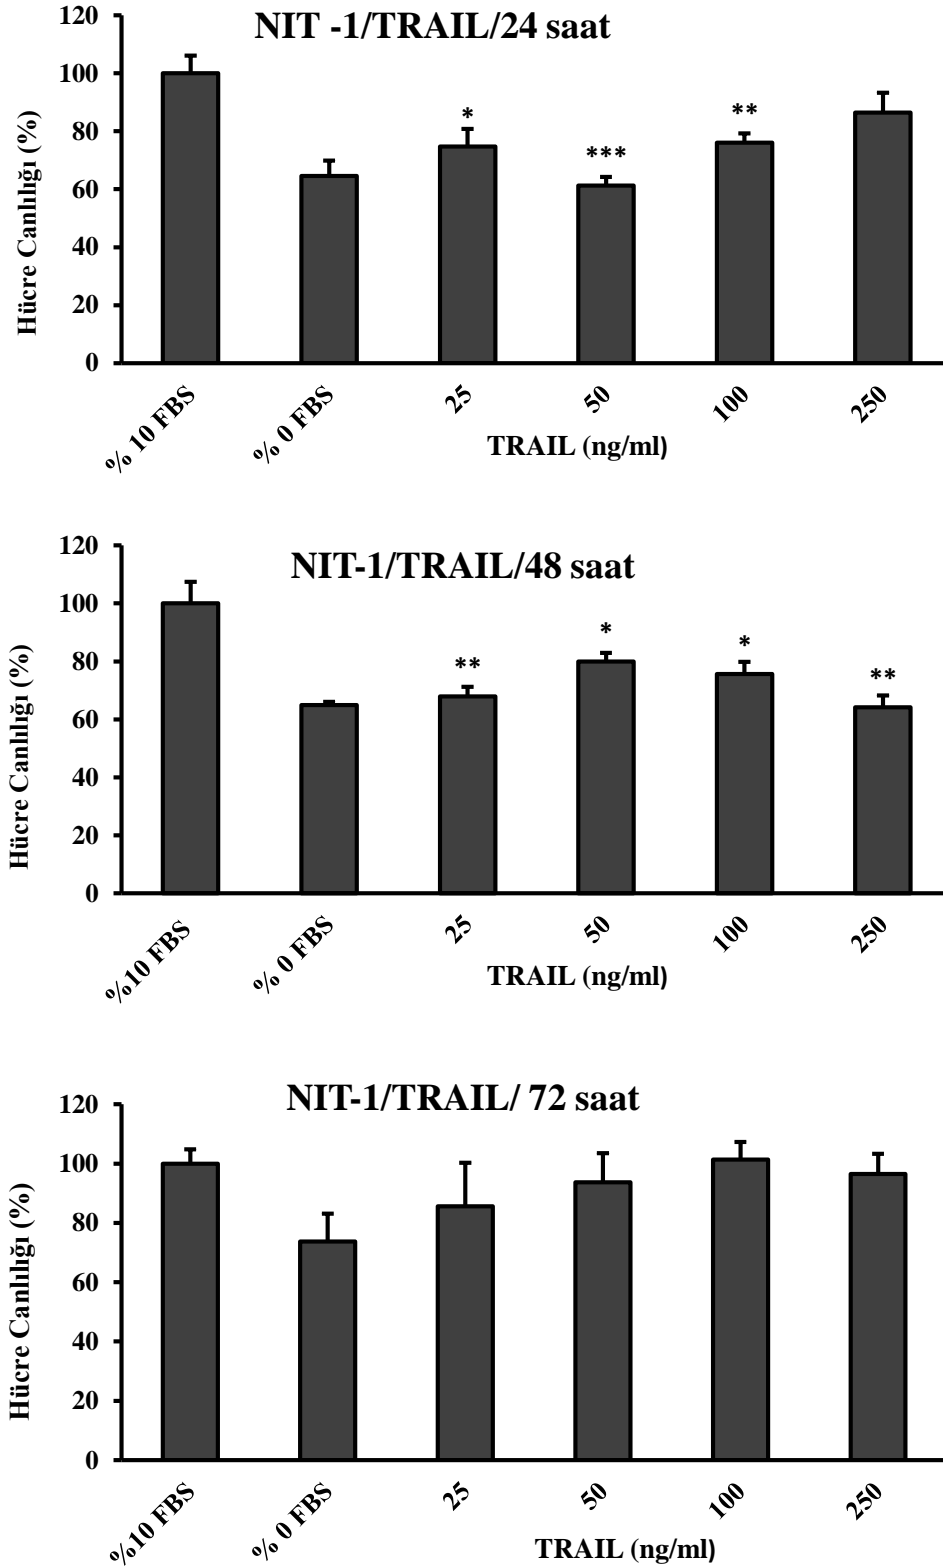 NIT -1/TRAIL/24 saat
Hücre Canlılığı (%)
120
100
80
60
40
20
0
*
***
**
% 10 FBS
% 0 FBS
25
50
100
250
TRAIL (ng/ml)
NIT-1/TRAIL/48 saat
Hücre Canlılığı (%)
120
100
80
60
40
20
0
**
*
*
**
%10 FBS
% 0 FBS
25
50
100
250
TRAIL (ng/ml)
NIT-1/TRAIL/ 72 saat
Hücre Canlılığı (%)
120
100
80
60
40
20
0
%10 FBS
% 0 FBS
25
50
100
250
TRAIL (ng/ml)